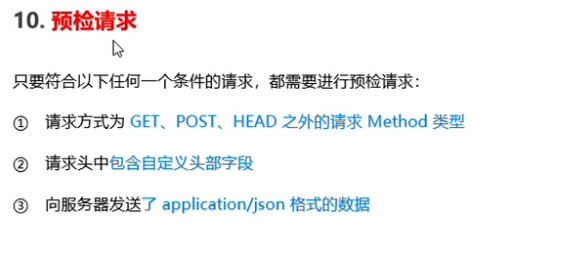 10. 预检请求
只要符合以下任何一个条件的请求，都需要进行预检请求：
① 请求方式为 GET、POST、HEAD 之外的请求 Method 类型
② 请求头中包含自定义头部字段
③ 向服务器发送了 application/json 格式的数据